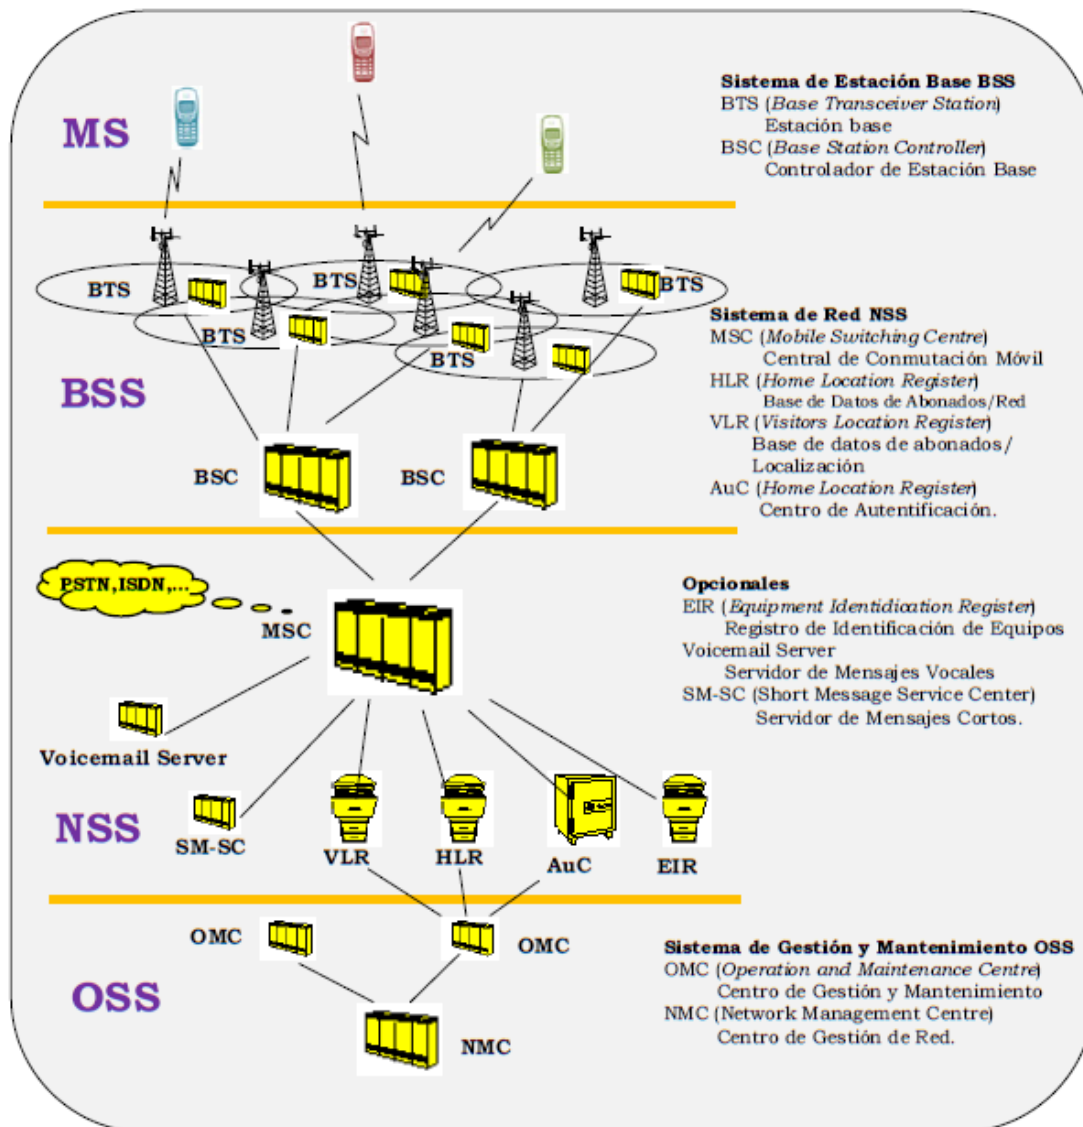 MS
Sistema de Estación Base BSS
BTS (Base Transceiver Station)
Estación base
BSC (Base Station Controller)
Controlador de Estación Base
BTS
BTS
BTS
BTS
BTS
BSS
BSC
BSC
Sistema de Red NSS
MSC (Mobile Switching Centre)
Central de Conmutación Móvil
HLR (Home Location Register)
Base de Datos de Abonados/Red
VLR (Visitors Location Register)
Base de datos de abonados/
Localización
AuC (Home Location Register)
Centro de Autentificación.
PSTN,ISDN,...
MSC
Voicemail Server
NSS
SM-SC
VLR
HLR
AuC
EIR
Opcionales
EIR (Equipment Identidication Register)
Registro de Identificación de Equipos
Voicemail Server
Servidor de Mensajes Vocales
SM-SC (Short Message Service Center)
Servidor de Mensajes Cortos.
OMC
OMC
OSS
NMC
Sistema de Gestión y Mantenimiento OSS
OMC (Operation and Maintenance Centre)
Centro de Gestión y Mantenimiento
NMC (Network Management Centre)
Centro de Gestión de Red.